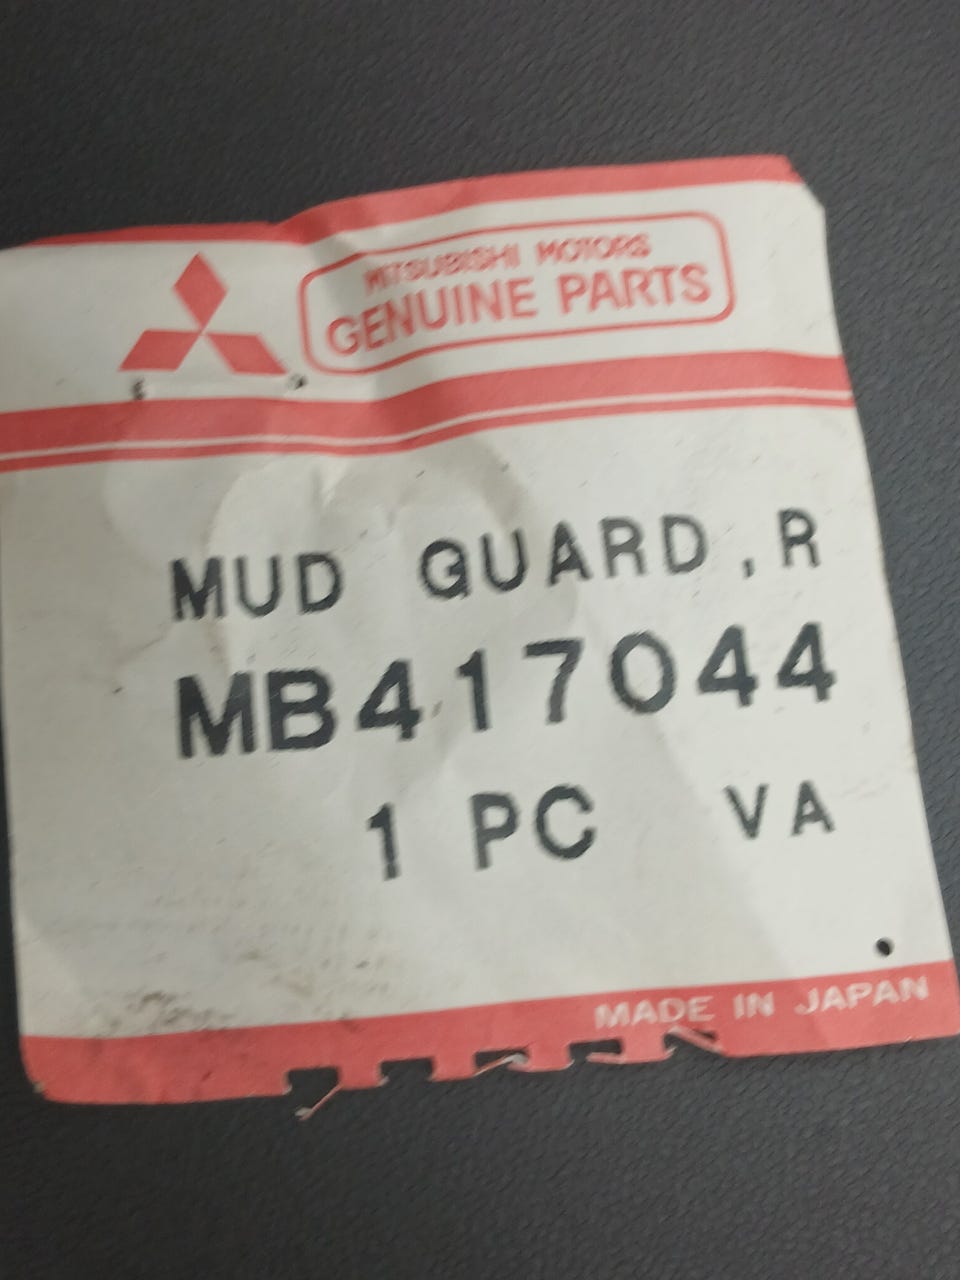 MITSUBISHI MOTORS
GENUINE PARTS
MUD GUARD,R
MB417044
1 PC VA
MADE IN JAPAN